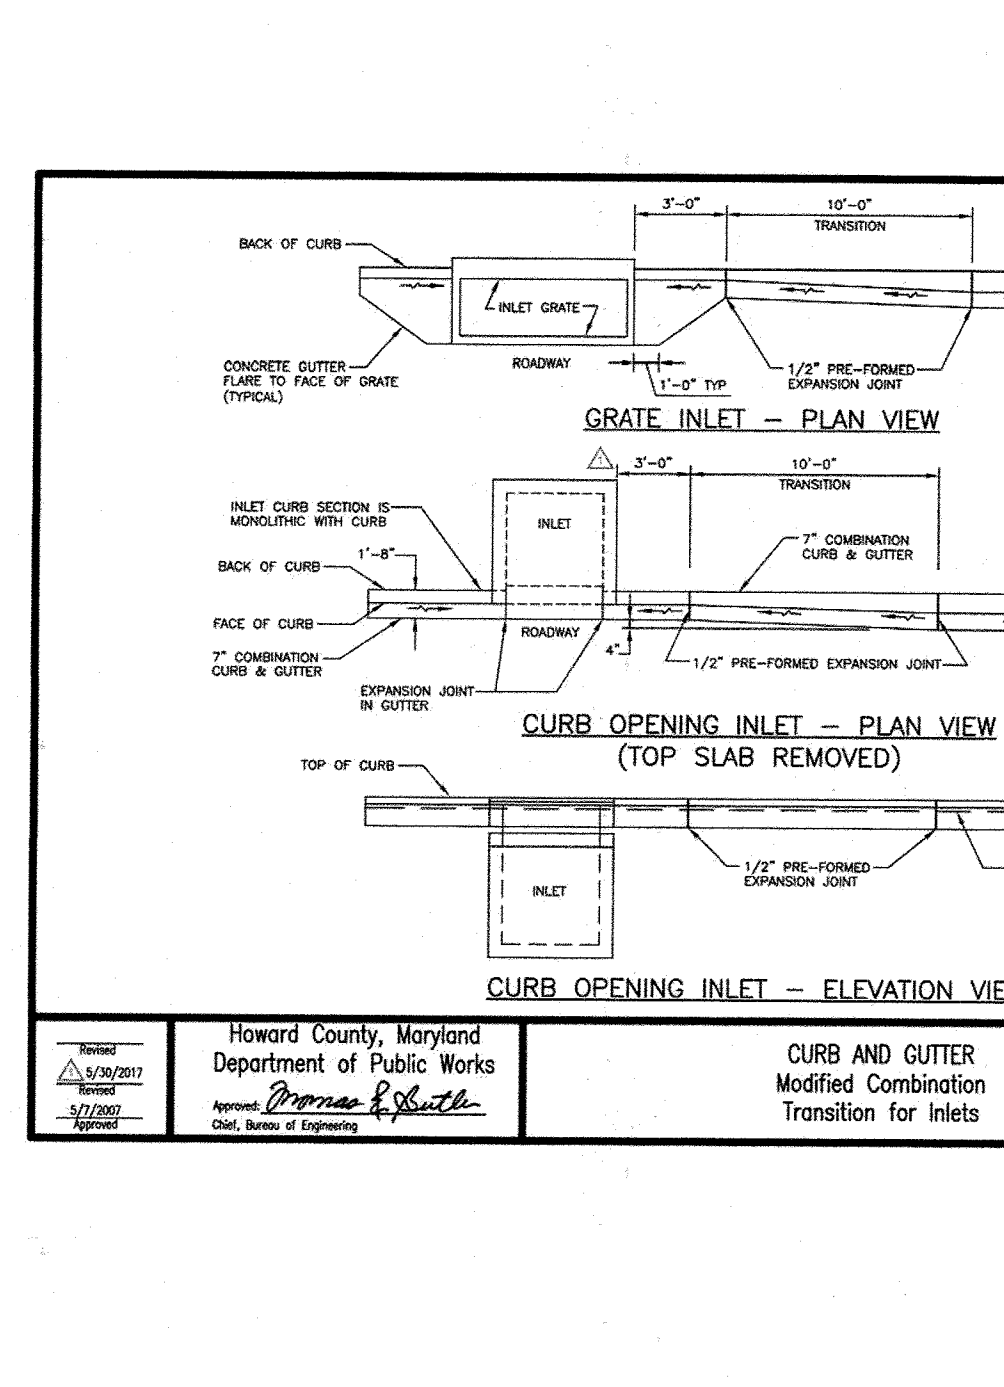 3'-0"
10'-0"
TRANSITION
BACK OF CURB
INLET GRATE
CONCRETE GUTTER
FLARE TO FACE OF GRATE
(TYPICAL)
ROADWAY
1'-0" TYP
1/2" PRE-FORMED
EXPANSION JOINT
GRATE INLET - PLAN VIEW
1
3'-0"
10'-0"
TRANSITION
INLET CURB SECTION IS
MONOLITHIC WITH CURB
INLET
1'-8"
7" COMBINATION
CURB & GUTTER
BACK OF CURB
FACE OF CURB
ROADWAY
4"
7" COMBINATION
CURB & GUTTER
1/2" PRE-FORMED EXPANSION JOINT
EXPANSION JOINT
IN GUTTER
CURB OPENING INLET - PLAN VIEW
(TOP SLAB REMOVED)
TOP OF CURB
1/2" PRE-FORMED
EXPANSION JOINT
INLET
CURB OPENING INLET - ELEVATION VIE
Revised
1 5/30/2017
Revised
5/7/2007
Approved
Howard County, Maryland
Department of Public Works
Approved: Thomas E. Butler
Chief, Bureau of Engineering
CURB AND GUTTER
Modified Combination
Transition for Inlets